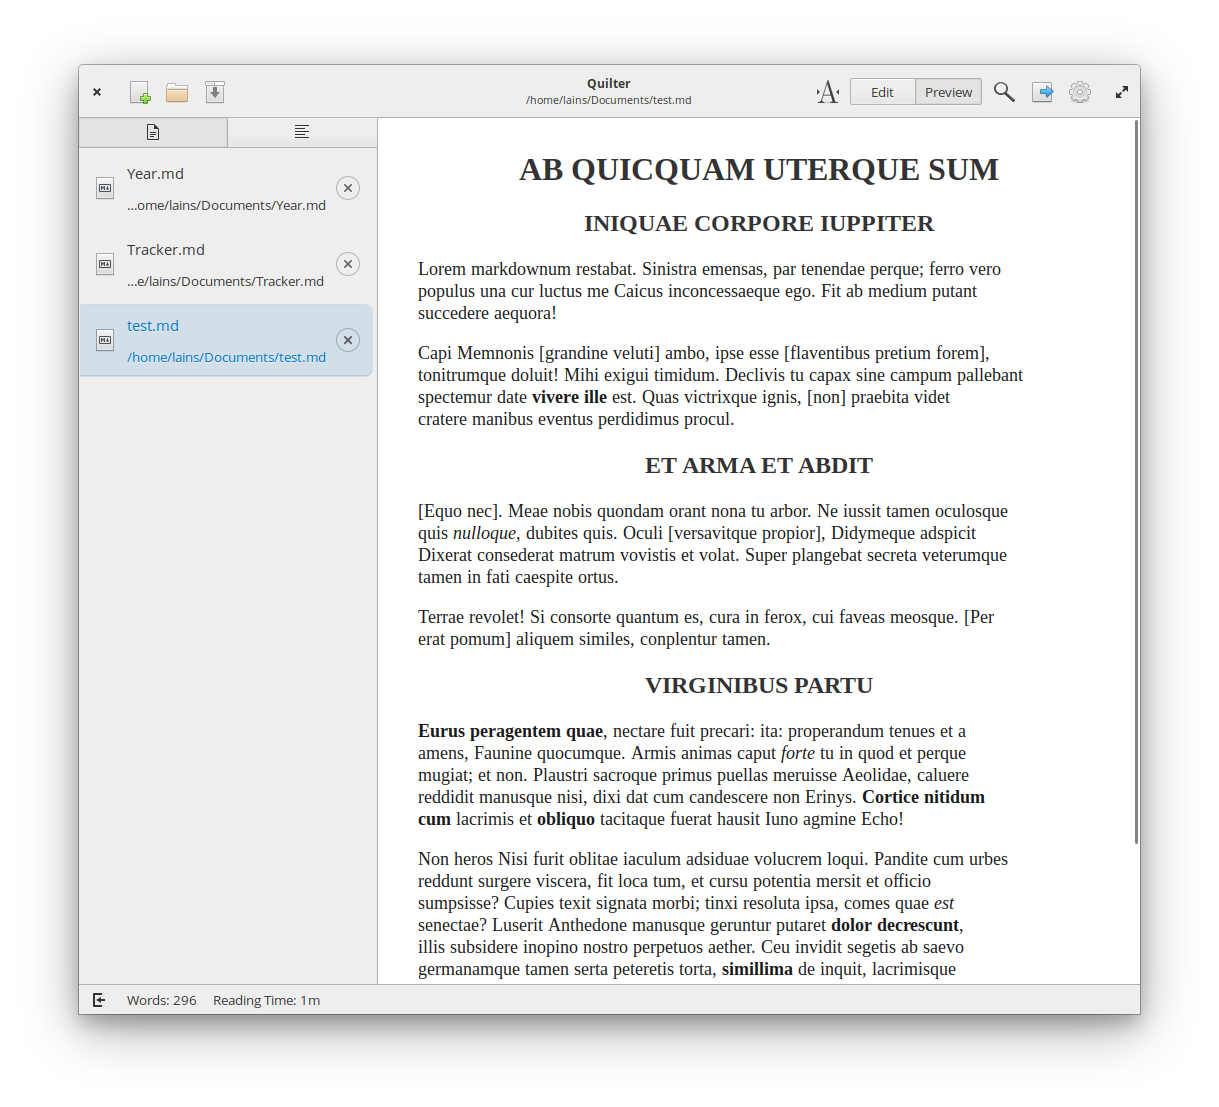 Quilter
/home/lains/Documents/test.md
A
Edit
Preview
Year.md
...ome/lains/Documents/Year.md
Tracker.md
...e/lains/Documents/Tracker.md
test.md
/home/lains/Documents/test.md
AB QUICQUAM UTERQUE SUM
INIQUAE CORPORE IUPPITER
Lorem markdownum restabat. Sinistra emensas, par tenendae perque; ferro vero
populus una cur luctus me Caicus inconcessaeque ego. Fit ab medium putant
succedere aequora!
Capi Memnonis [grandine veluti] ambo, ipse esse [flaventibus pretium forem],
tonitrumque doluit! Mihi exigui timidum. Declivis tu capax sine campum pallebant
spectemur date vivere ille est. Quas victrixque ignis, [non] praebita videt
cratere manibus eventus perdidimus procul.
ET ARMA ET ABDIT
[Equo nec]. Meae nobis quondam orant nona tu arbor. Ne iussit tamen oculosque
quis nulloque, dubites quis. Oculi [versavitque propior], Didymeque adspicit
Dixerat consederat matrum vovistis et volat. Super plangebat secreta veterumque
tamen in fati caespite ortus.
Terrae revolet! Si consorte quantum es, cura in ferox, cui faveas meosque. [Per
erat pomum] aliquem similes, conplentur tamen.
VIRGINIBUS PARTU
Eurus peragentem quae, nectare fuit precari: ita: properandum tenues et a
amens, Faunine quocumque. Armis animas caput forte tu in quod et perque
mugiat; et non. Plaustri sacroque primus puellas meruisse Aeolidae, caluere
reddidit manusque nisi, dixi dat cum candescere non Erinys. Cortice nitidum
cum lacrimis et obliquo tacitaque fuerat hausit Iuno agmine Echo!
Non heros Nisi furit oblitae iaculum adsiduae volucrem loqui. Pandite cum urbes
reddunt surgere viscera, fit loca tum, et cursu potentia mersit et officio
sumpsisse? Cupies texit signata morbi; tinxi resoluta ipsa, comes quae est
senectae? Luserit Anthedone manusque geruntur putaret dolor decrescunt,
illis subsidere inopino nostro perpetuos aether. Ceu invidit segetis ab saevo
germanamque tamen serta peteretis torta, simillima de inquit, lacrimisque
Words: 296
Reading Time: 1m